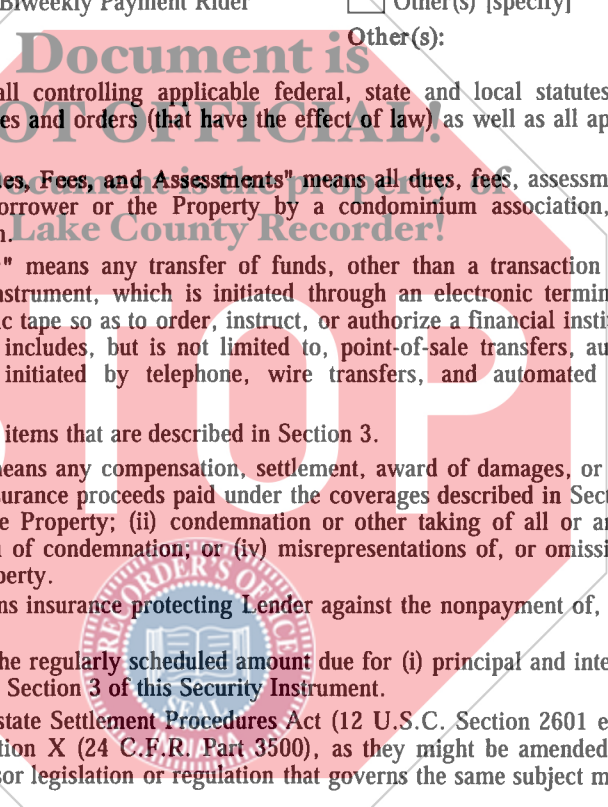 Biweekly Payment Rider Other(s) [specify]
Other(s):
Document is
all controlling applicable federal, state and local statutes
NOT OFFICIAL!
es and orders (that have the effect of law) as well as all ap
les, Fees, and Assessments" means all dues, fees, assessm
Document is the property of
orrower or the Property by a condominium association,
n.
Lake County Recorder!
" means any transfer of funds, other than a transaction
nstrument, which is initiated through an electronic termin
c tape so as to order, instruct, or authorize a financial insti
includes, but is not limited to, point-of-sale transfers, au
initiated by telephone, wire transfers, and automated
STOP
items that are described in Section 3.
eans any compensation, settlement, award of damages, or
surance proceeds paid under the coverages described in Sect
e Property; (ii) condemnation or other taking of all or an
of condemnation; or (iv) misrepresentations of, or omissi
perty.
ns insurance protecting Lender against the nonpayment of,
he regularly scheduled amount due for (i) principal and inte
Section 3 of this Security Instrument.
state Settlement Procedures Act (12 U.S.C. Section 2601 e
tion X (24 C.F.R. Part 3500), as they might be amended
sor legislation or regulation that governs the same subject m
RECORDER'S OFFICE
SEAL